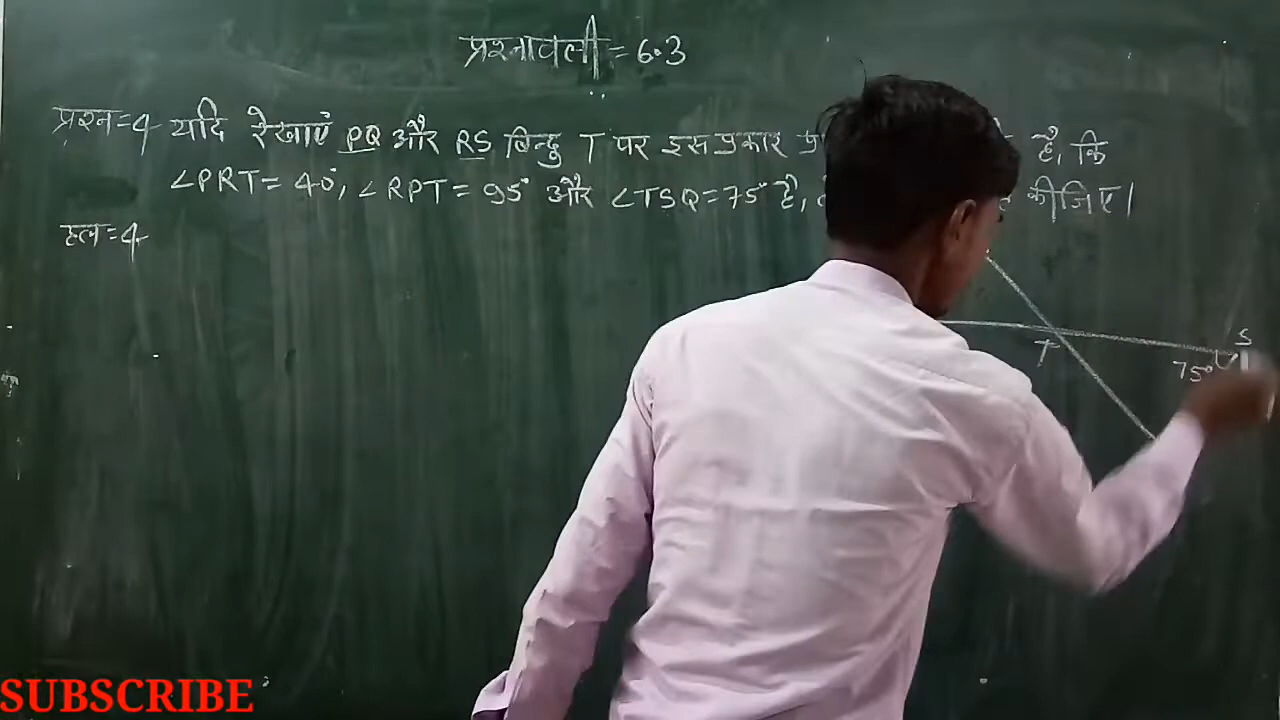 प्रश्नावली = 6.3
प्रश्न=4 यदि रेखाएं PQ और RS बिन्दु T पर इस प्रकार है, कि
∠PRT = 40°, ∠RPT = 95° और ∠TSQ = 75° है, कीजिए।
हल=4
S
T
75°
SUBSCRIBE